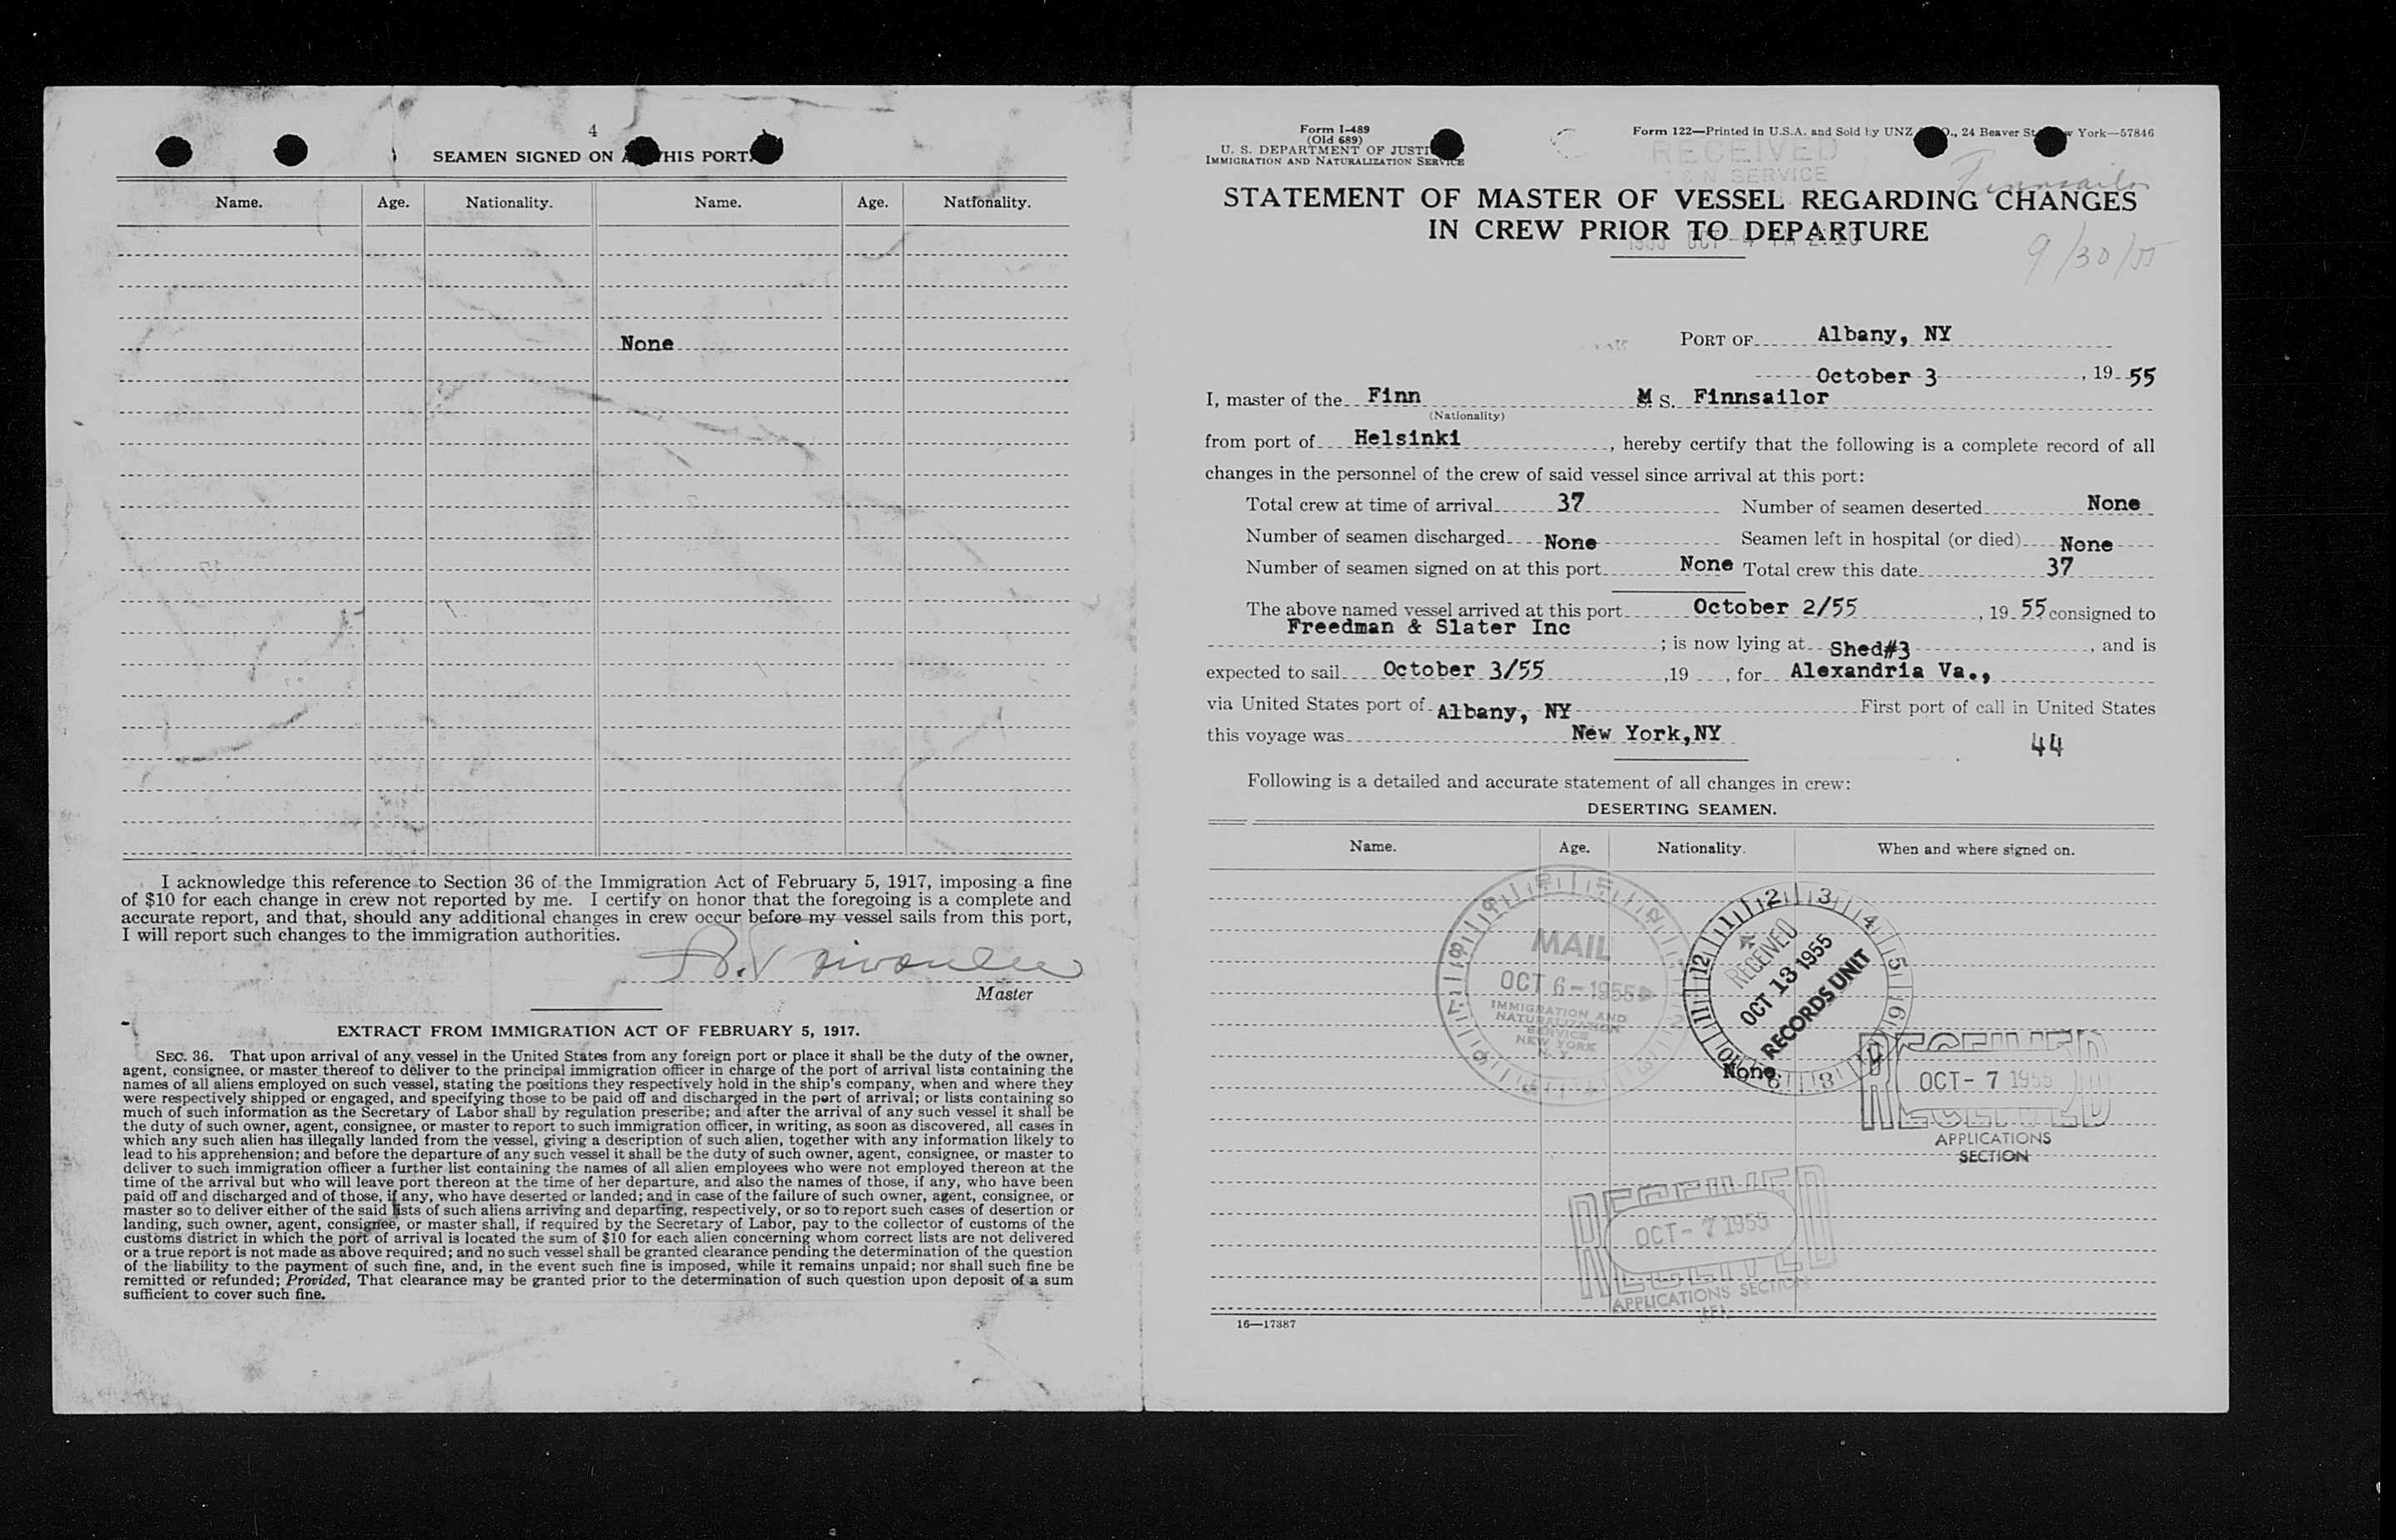 4
SEAMEN SIGNED ON HIS PORT.
Name. Age. Nationality. Name. Age. Nationality.
None
I acknowledge this reference to Section 36 of the Immigration Act of February 5, 1917, imposing a fine
of $10 for each change in crew not reported by me. I certify on honor that the foregoing is a complete and
accurate report, and that, should any additional changes in crew occur before my vessel sails from this port,
I will report such changes to the immigration authorities.
Master
EXTRACT FROM IMMIGRATION ACT OF FEBRUARY 5, 1917.
SEC. 36. That upon arrival of any vessel in the United States from any foreign port or place it shall be the duty of the owner,
agent, consignee, or master thereof to deliver to the principal immigration officer in charge of the port of arrival lists containing the
names of all aliens employed on such vessel, stating the positions they respectively hold in the ship's company, when and where they
were respectively shipped or engaged, and specifying those to be paid off and discharged in the port of arrival; or lists containing so
much of such information as the Secretary of Labor shall by regulation prescribe; and after the arrival of any such vessel it shall be
the duty of such owner, agent, consignee, or master to report to such immigration officer, in writing, as soon as discovered, all cases in
which any such alien has illegally landed from the vessel, giving a description of such alien, together with any information likely to
lead to his apprehension; and before the departure of any such vessel it shall be the duty of such owner, agent, consignee, or master to
deliver to such immigration officer a further list containing the names of all alien employees who were not employed thereon at the
time of the arrival but who will leave port thereon at the time of her departure, and also the names of those, if any, who have been
paid off and discharged and of those, if any, who have deserted or landed; and in case of the failure of such owner, agent, consignee, or
master so to deliver either of the said lists of such aliens arriving and departing, respectively, or so to report such cases of desertion or
landing, such owner, agent, consignee, or master shall, if required by the Secretary of Labor, pay to the collector of customs of the
customs district in which the port of arrival is located the sum of $10 for each alien concerning whom correct lists are not delivered
or a true report is not made as above required; and no such vessel shall be granted clearance pending the determination of the question
of the liability to the payment of such fine, and, in the event such fine is imposed, while it remains unpaid; nor shall such fine be
remitted or refunded; Provided, That clearance may be granted prior to the determination of such question upon deposit of a sum
sufficient to cover such fine.
Form I-489
(Old 689)
U. S. DEPARTMENT OF JUSTI
IMMIGRATION AND NATURALIZATION SERVICE
Form 122—Printed in U.S.A. and Sold by UNZ O., 24 Beaver St w York—57846
RECEIVED
I & N SERVICE
Finnsailor
STATEMENT OF MASTER OF VESSEL REGARDING CHANGES
IN CREW PRIOR TO DEPARTURE
1955 OCT
9/30/55
PORT OF Albany, NY
October 3, 19 55
I, master of the Finn M S. Finnsailor
(Nationality)
from port of Helsinki, hereby certify that the following is a complete record of all
changes in the personnel of the crew of said vessel since arrival at this port:
Total crew at time of arrival 37 Number of seamen deserted None
Number of seamen discharged None Seamen left in hospital (or died) None
Number of seamen signed on at this port None Total crew this date 37
The above named vessel arrived at this port October 2/55, 19 55 consigned to
Freedman & Slater Inc; is now lying at Shed#3, and is
expected to sail October 3/55, 19 , for Alexandria Va.,
via United States port of Albany, NY First port of call in United States
this voyage was New York,NY
44
Following is a detailed and accurate statement of all changes in crew:
DESERTING SEAMEN.
Name. Age. Nationality. When and where signed on.
MAIL
OCT 6-1955
IMMIGRATION AND
NATURALIZATION
SERVICE
NEW YORK
N. Y.
12 1 2 3 4 5 6 7 8 9 10 11
RECEIVED
OCT 13 1955
RECORDS UNIT
None
RECEIVED
OCT-7 1955
RECEIVED
APPLICATIONS
SECTION
RECEIVED
OCT-7 1955
RECEIVED
APPLICATIONS SECTION
16—17387